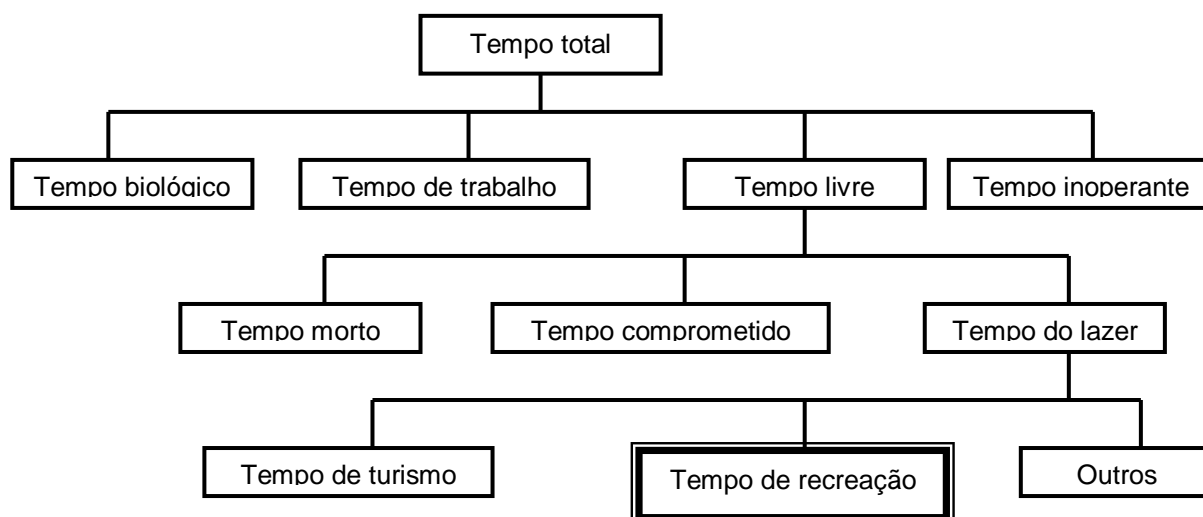 Tempo total
Tempo biológico
Tempo de trabalho
Tempo livre
Tempo inoperante
Tempo morto
Tempo comprometido
Tempo do lazer
Tempo de turismo
Tempo de recreação
Outros